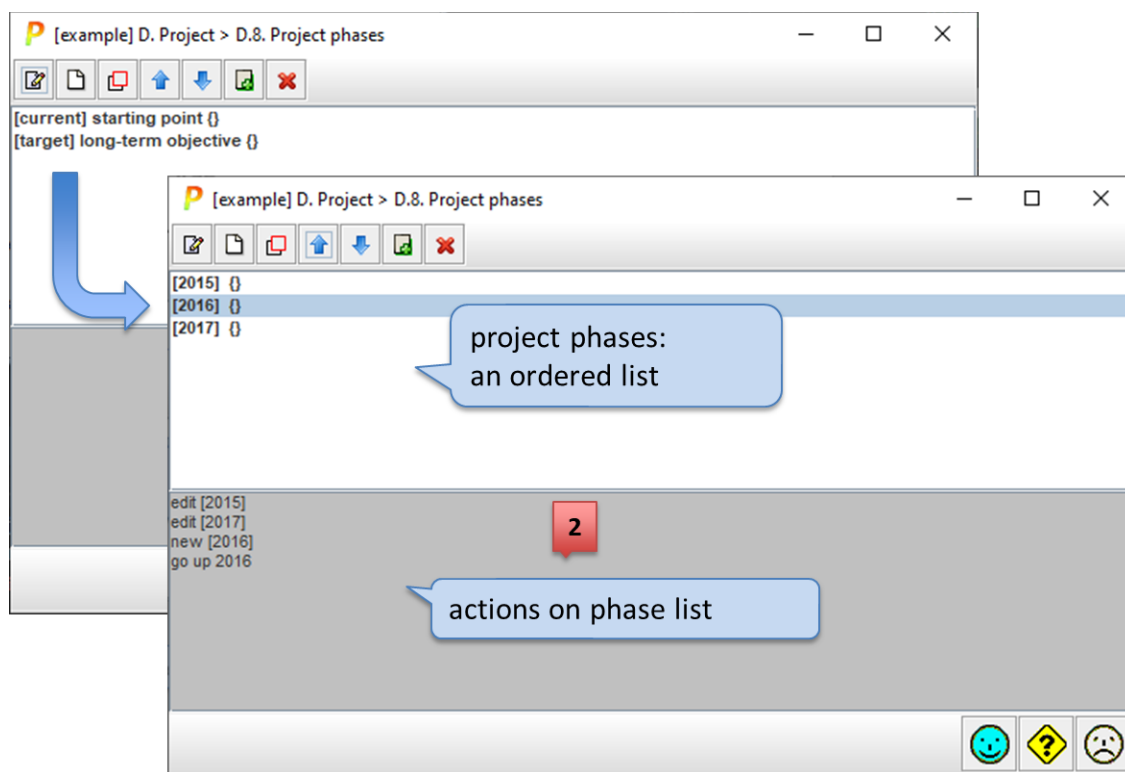 [example] D. Project > D.8. Project phases
[current] starting point {}
[target] long-term objective {}
[example] D. Project > D.8. Project phases
[2015] {}
[2016] {}
[2017] {}
project phases:
an ordered list
edit [2015]
edit [2017]
new [2016]
go up 2016
2
actions on phase list